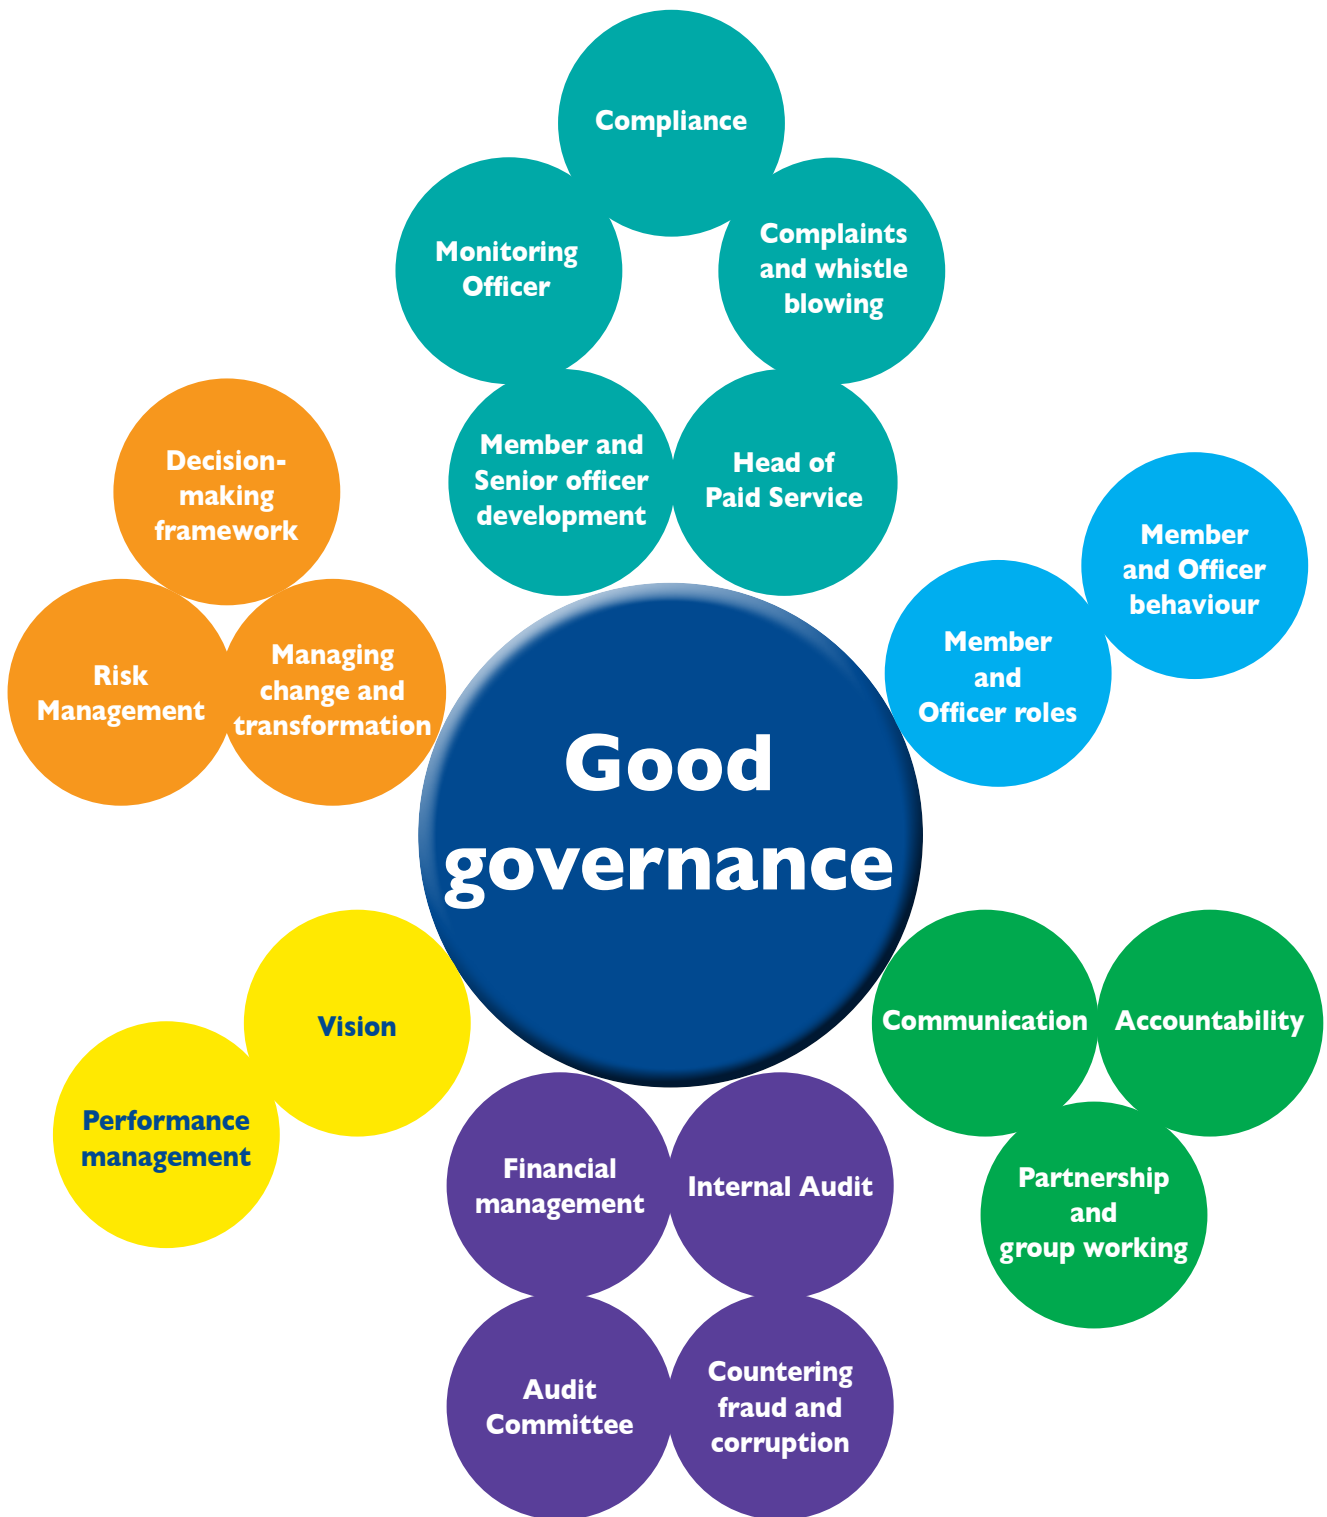 Compliance
Monitoring
Officer
Complaints
and whistle
blowing
Member and
Senior officer
development
Head of
Paid Service
Decision-
making
framework
Risk
Management
Managing
change and
transformation
Member
and Officer
behaviour
Member
and
Officer roles
Good
governance
Vision
Performance
management
Communication
Accountability
Partnership
and
group working
Financial
management
Internal Audit
Audit
Committee
Countering
fraud and
corruption